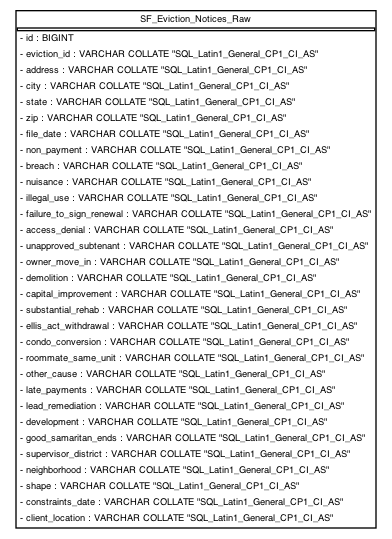 SF_Eviction_Notices_Raw
- id : BIGINT
- eviction_id : VARCHAR COLLATE "SQL_Latin1_General_CP1_CI_AS"
- address : VARCHAR COLLATE "SQL_Latin1_General_CP1_CI_AS"
- city : VARCHAR COLLATE "SQL_Latin1_General_CP1_CI_AS"
- state : VARCHAR COLLATE "SQL_Latin1_General_CP1_CI_AS"
- zip : VARCHAR COLLATE "SQL_Latin1_General_CP1_CI_AS"
- file_date : VARCHAR COLLATE "SQL_Latin1_General_CP1_CI_AS"
- non_payment : VARCHAR COLLATE "SQL_Latin1_General_CP1_CI_AS"
- breach : VARCHAR COLLATE "SQL_Latin1_General_CP1_CI_AS"
- nuisance : VARCHAR COLLATE "SQL_Latin1_General_CP1_CI_AS"
- illegal_use : VARCHAR COLLATE "SQL_Latin1_General_CP1_CI_AS"
- failure_to_sign_renewal : VARCHAR COLLATE "SQL_Latin1_General_CP1_CI_AS"
- access_denial : VARCHAR COLLATE "SQL_Latin1_General_CP1_CI_AS"
- unapproved_subtenant : VARCHAR COLLATE "SQL_Latin1_General_CP1_CI_AS"
- owner_move_in : VARCHAR COLLATE "SQL_Latin1_General_CP1_CI_AS"
- demolition : VARCHAR COLLATE "SQL_Latin1_General_CP1_CI_AS"
- capital_improvement : VARCHAR COLLATE "SQL_Latin1_General_CP1_CI_AS"
- substantial_rehab : VARCHAR COLLATE "SQL_Latin1_General_CP1_CI_AS"
- ellis_act_withdrawal : VARCHAR COLLATE "SQL_Latin1_General_CP1_CI_AS"
- condo_conversion : VARCHAR COLLATE "SQL_Latin1_General_CP1_CI_AS"
- roommate_same_unit : VARCHAR COLLATE "SQL_Latin1_General_CP1_CI_AS"
- other_cause : VARCHAR COLLATE "SQL_Latin1_General_CP1_CI_AS"
- late_payments : VARCHAR COLLATE "SQL_Latin1_General_CP1_CI_AS"
- lead_remediation : VARCHAR COLLATE "SQL_Latin1_General_CP1_CI_AS"
- development : VARCHAR COLLATE "SQL_Latin1_General_CP1_CI_AS"
- good_samaritan_ends : VARCHAR COLLATE "SQL_Latin1_General_CP1_CI_AS"
- supervisor_district : VARCHAR COLLATE "SQL_Latin1_General_CP1_CI_AS"
- neighborhood : VARCHAR COLLATE "SQL_Latin1_General_CP1_CI_AS"
- shape : VARCHAR COLLATE "SQL_Latin1_General_CP1_CI_AS"
- constraints_date : VARCHAR COLLATE "SQL_Latin1_General_CP1_CI_AS"
- client_location : VARCHAR COLLATE "SQL_Latin1_General_CP1_CI_AS"